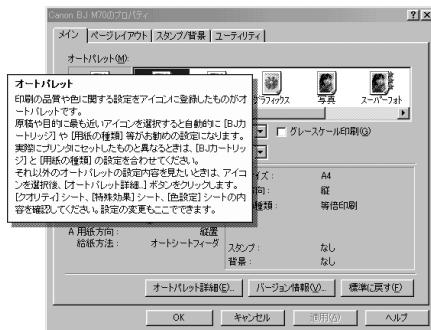 Canon BJ M70のプロパティ
メイン ページレイアウト スタンプ/背景 ユーティリティ
オートパレット(M):
オートパレット
印刷の品質や色に関する設定をアイコンに登録したものがオ
ートパレットです。
原稿や目的に最も近いアイコンを選択すると自動的に [BJカ
ートリッジ] や [用紙の種類] 等がお勧めの設定になります。
実際にプリンタにセットしたものと異なるときは、[BJカートリッ
ジ] と [用紙の種類] の設定を合わせてください。
それ以外のオートパレットの設定内容を見たいときは、アイコ
ンを選択後、[オートパレット詳細...] ボタンをクリックします。
[クオリティ] シート、[特殊効果] シート、[色設定] シートの内
容を確認してください。設定の変更もここでできます。
写真 スーパーフォト
グレースケール印刷(G)
A4
縦
等倍印刷
A 用紙方向: 縦置
給紙方法: オートシートフィーダ
スタンプ: なし
背景: なし
オートパレット詳細(E)... バージョン情報(V)... 標準に戻す(F)
OK キャンセル 適用(A) ヘルプ